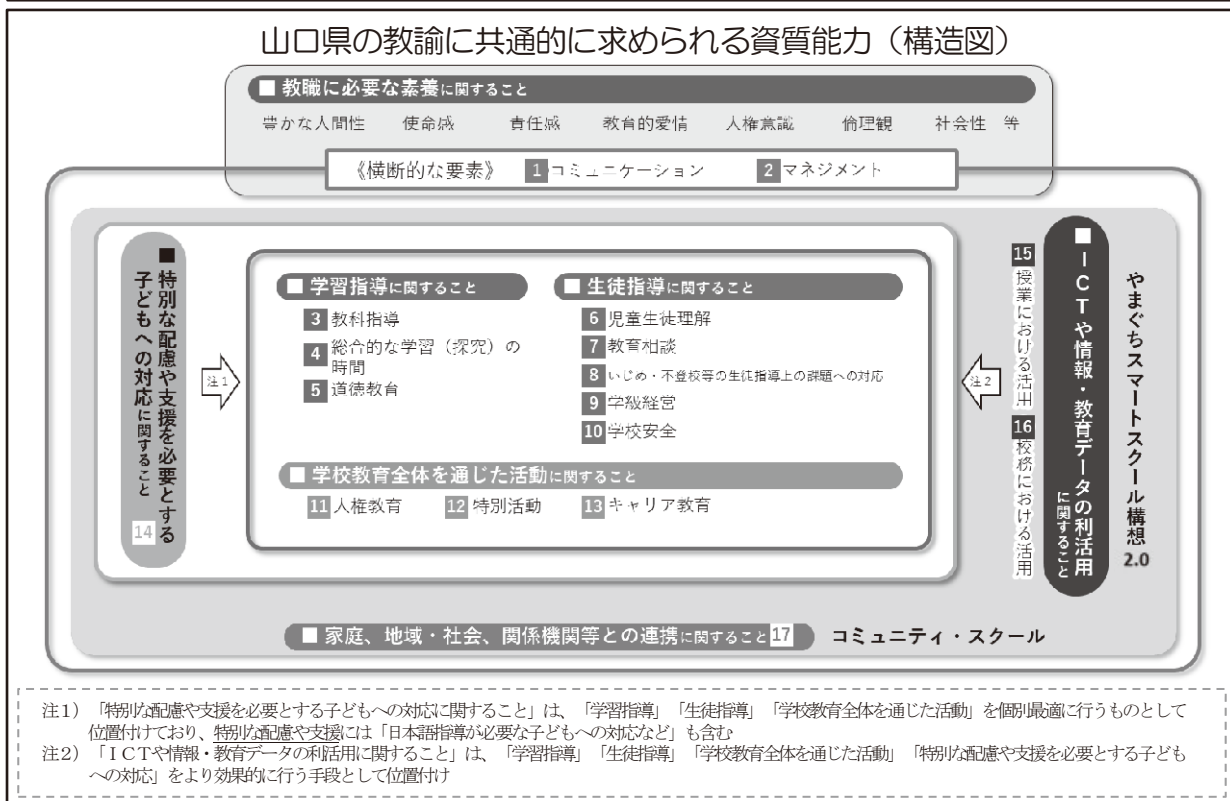 山口県の教諭に共通的に求められる資質能力（構造図）
■ 教職に必要な素養に関すること
豊かな人間性 使命感 責任感 教育的愛情 人権意識 倫理観 社会性 等
《横断的な要素》 1 コミュニケーション 2 マネジメント
■ 特別な配慮や支援を必要とする
子どもへの対応に関すること 14
注1
■ 学習指導に関すること
3 教科指導
4 総合的な学習（探究）の
時間
5 道徳教育
■ 生徒指導に関すること
6 児童生徒理解
7 教育相談
8 いじめ・不登校等の生徒指導上の課題への対応
9 学級経営
10 学校安全
■ 学校教育全体を通じた活動に関すること
11 人権教育 12 特別活動 13 キャリア教育
注2
15 授業における活用 16 校務における活用
■ ＩＣＴや情報・教育データの利活用
に関すること
やまぐちスマートスクール構想 2.0
■ 家庭、地域・社会、関係機関等との連携に関すること 17 コミュニティ・スクール
注１）「特別な配慮や支援を必要とする子どもへの対応に関すること」は、「学習指導」「生徒指導」「学校教育全体を通じた活動」を個別最適に行うものとして
位置付けており、特別な配慮や支援には「日本語指導が必要な子どもへの対応など」も含む
注２）「ＩＣＴや情報・教育データの利活用に関すること」は、「学習指導」「生徒指導」「学校教育全体を通じた活動」「特別な配慮や支援を必要とする子ども
への対応」をより効果的に行う手段として位置付け